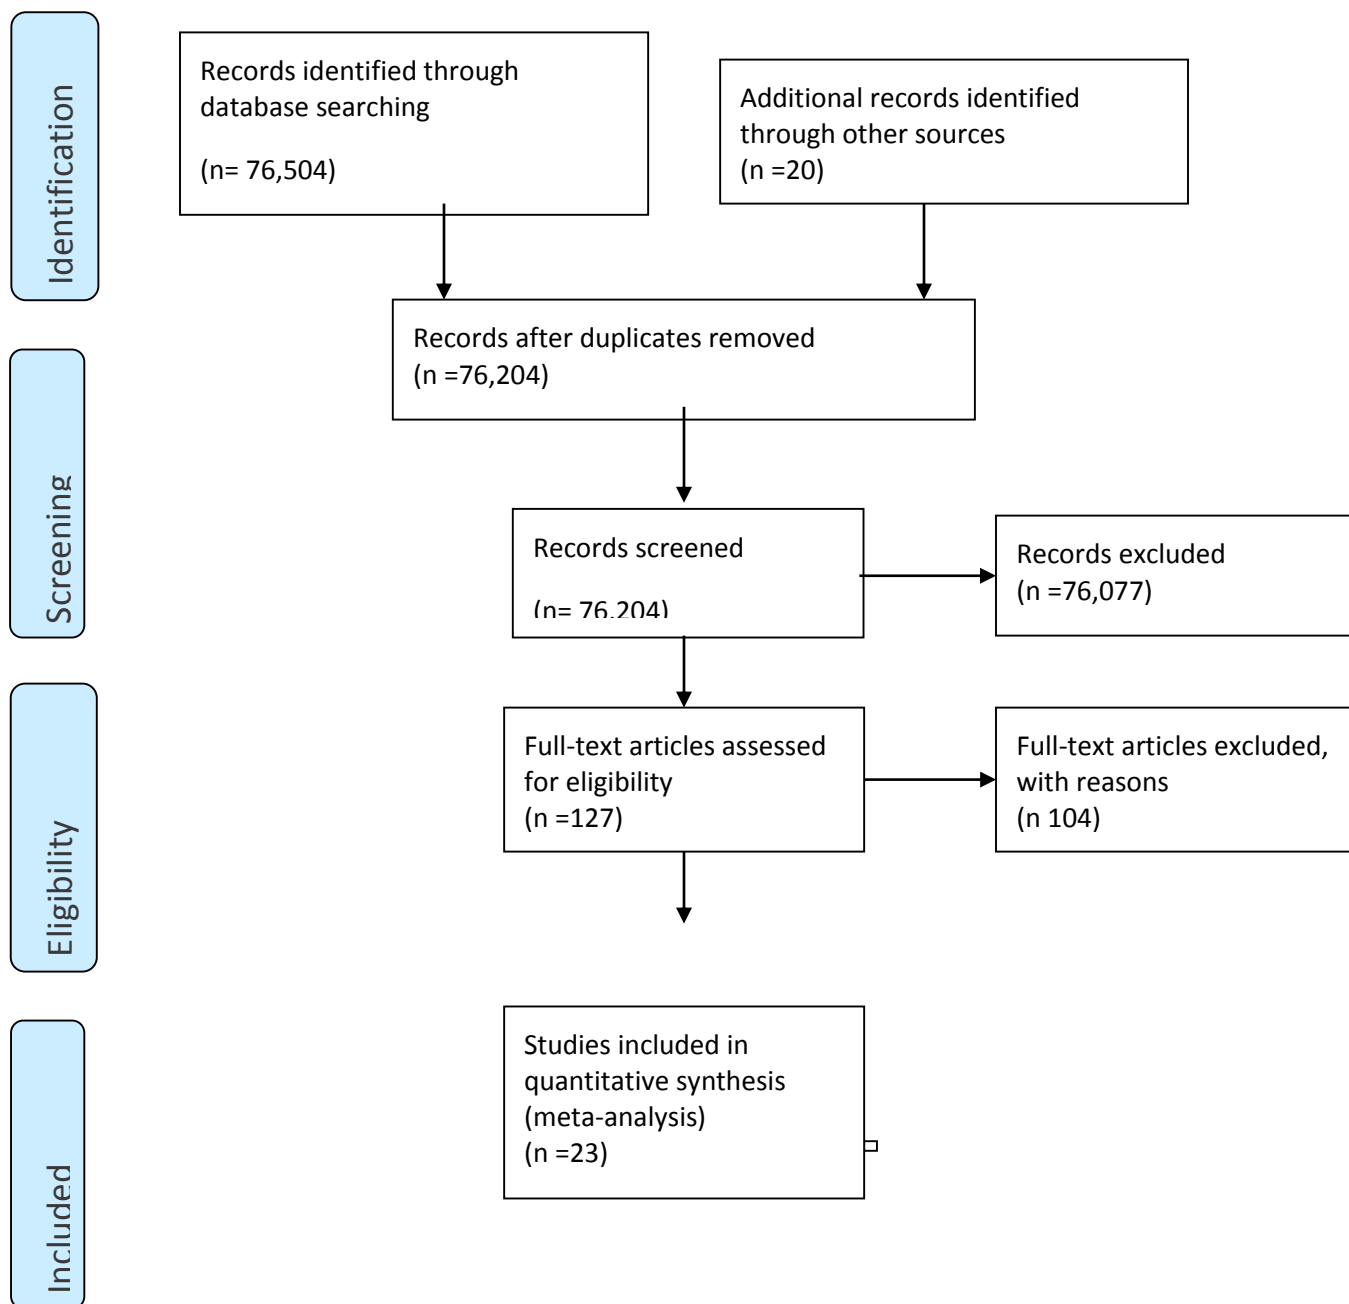 Identification
Records identified through
database searching
(n= 76,504)
Additional records identified
through other sources
(n =20)
Records after duplicates removed
(n =76,204)
Screening
Records screened
(n= 76,204)
Records excluded
(n =76,077)
Eligibility
Full-text articles assessed
for eligibility
(n =127)
Full-text articles excluded,
with reasons
(n 104)
Included
Studies included in
quantitative synthesis
(meta-analysis)
(n =23)